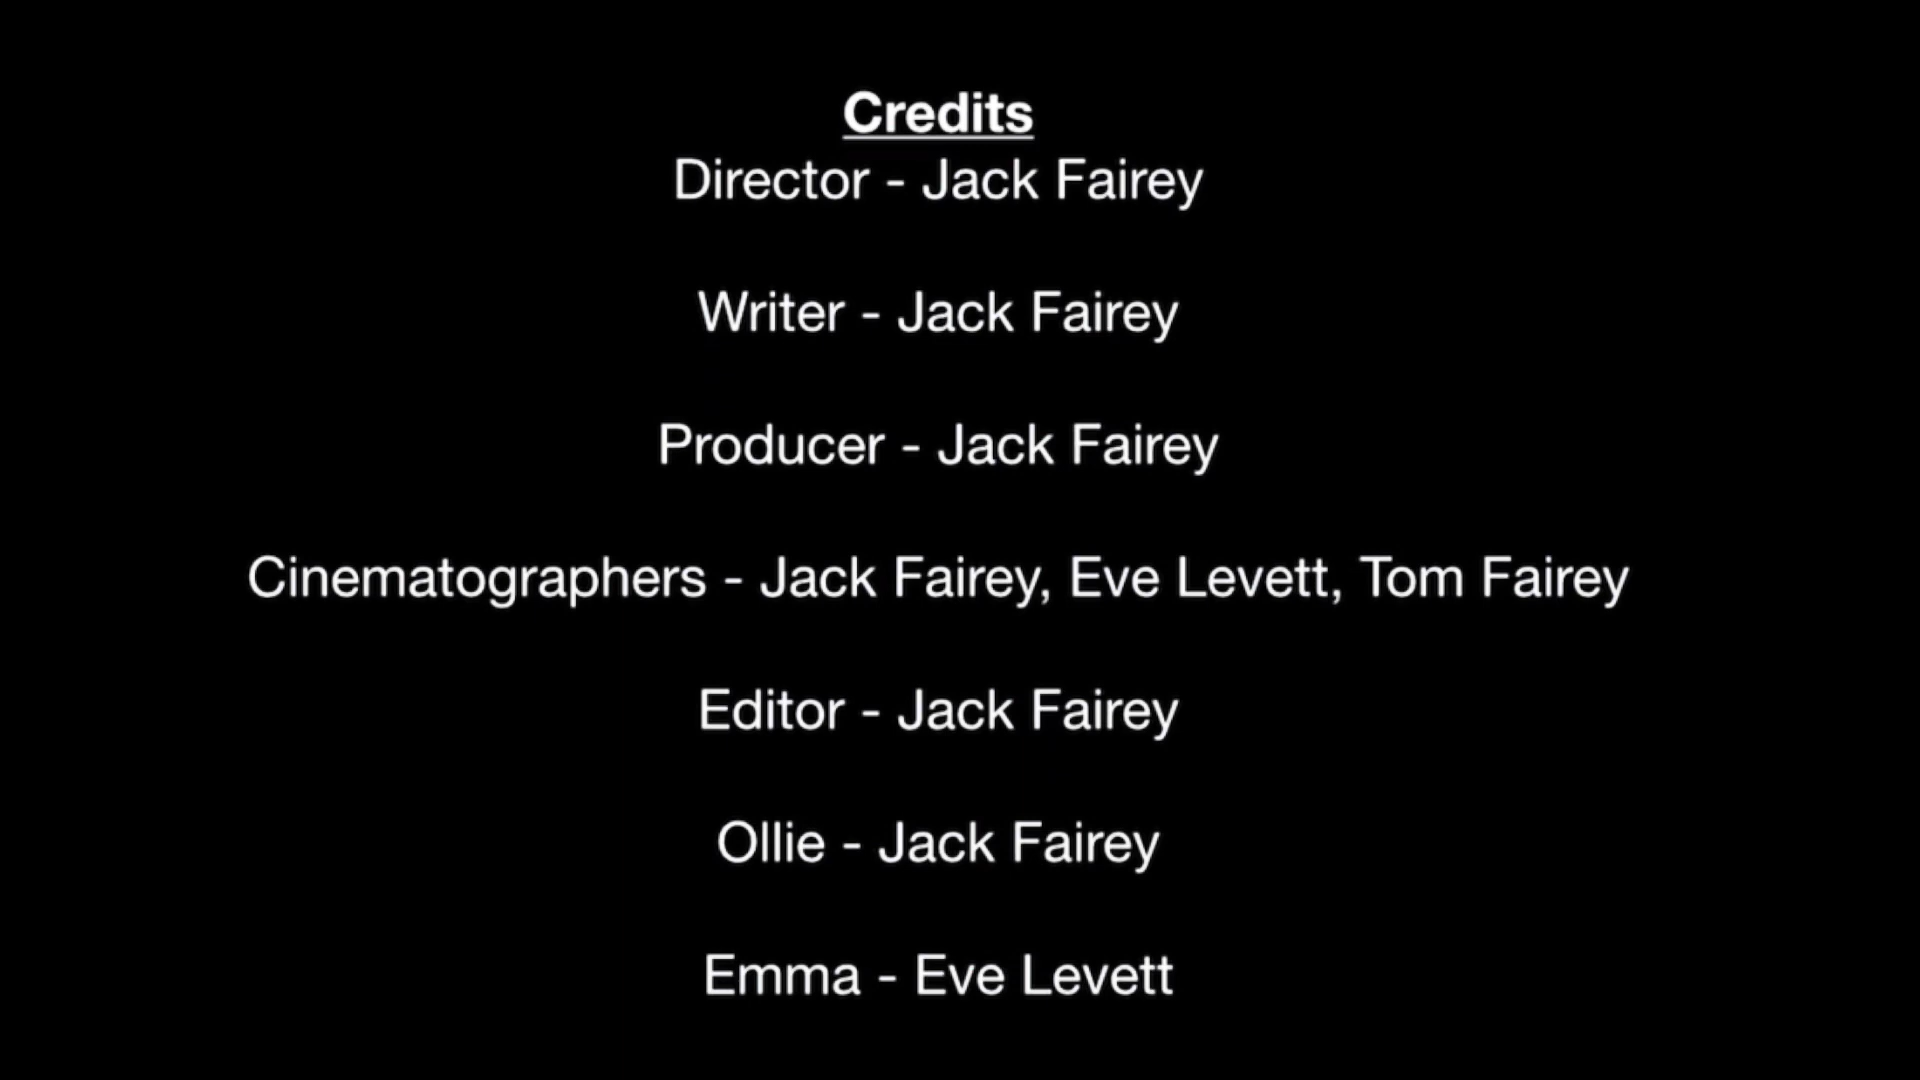 Credits
Director - Jack Fairey
Writer - Jack Fairey
Producer - Jack Fairey
Cinematographers - Jack Fairey, Eve Levett, Tom Fairey
Editor - Jack Fairey
Ollie - Jack Fairey
Emma - Eve Levett